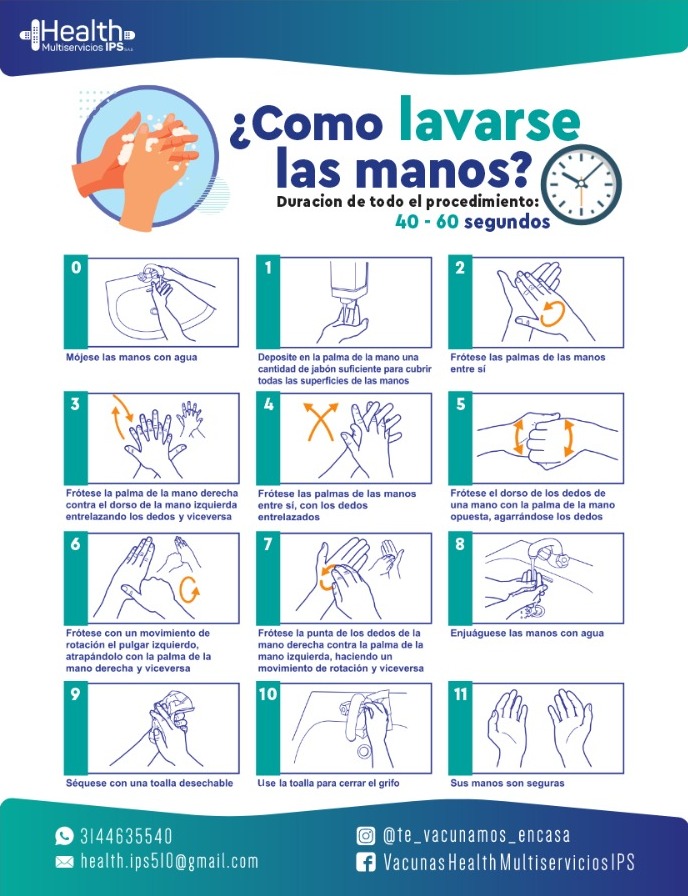 Health
Multiservicios IPS S.A.S
¿Como lavarse
las manos?
Duracion de todo el procedimiento:
40 - 60 segundos
0
Mójese las manos con agua
1
Deposite en la palma de la mano una
cantidad de jabón suficiente para cubrir
todas las superficies de las manos
2
Frótese las palmas de las manos
entre sí
3
Frótese la palma de la mano derecha
contra el dorso de la mano izquierda
entrelazando los dedos y viceversa
4
Frótese las palmas de las manos
entre sí, con los dedos
entrelazados
5
Frótese el dorso de los dedos de
una mano con la palma de la mano
opuesta, agarrándose los dedos
6
Frótese con un movimiento de
rotación el pulgar izquierdo,
atrapándolo con la palma de la
mano derecha y viceversa
7
Frótese la punta de los dedos de la
mano derecha contra la palma de la
mano izquierda, haciendo un
movimiento de rotación y viceversa
8
Enjuáguese las manos con agua
9
Séquese con una toalla desechable
10
Use la toalla para cerrar el grifo
11
Sus manos son seguras
3144635540
health.ips510@gmail.com
@te_vacunamos_encasa
VacunasHealthMultiserviciosIPS